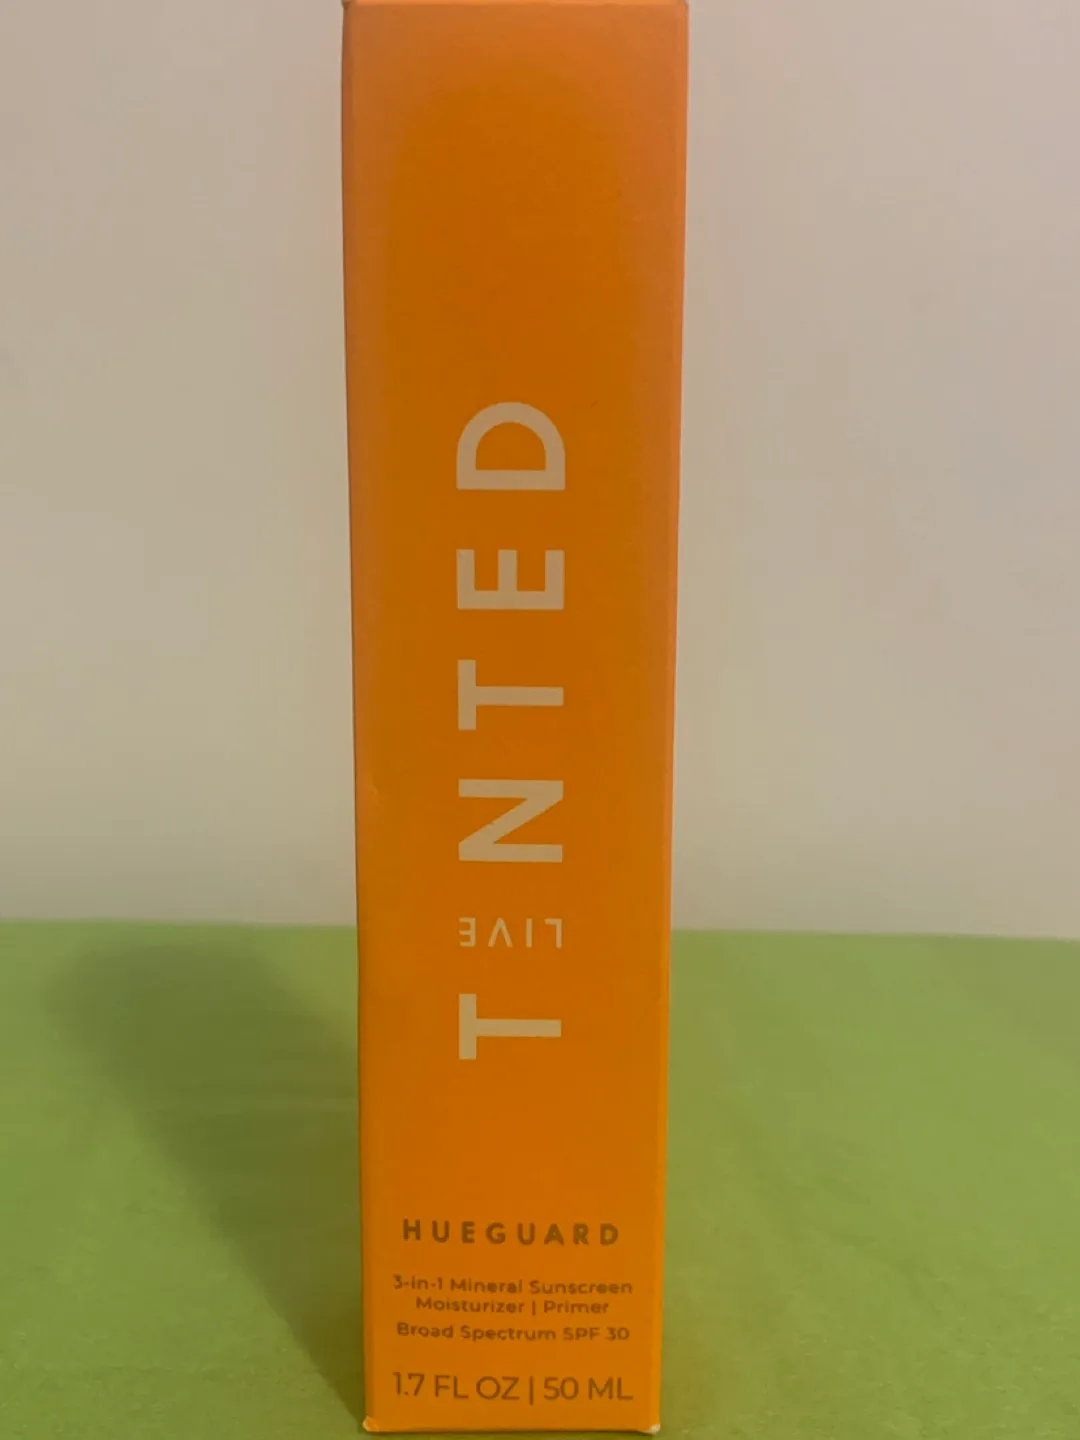 LIVE TINTED
HUEGUARD
3-in-1 Mineral Sunscreen
Moisturizer | Primer
Broad Spectrum SPF 30
1.7 FL OZ | 50 ML